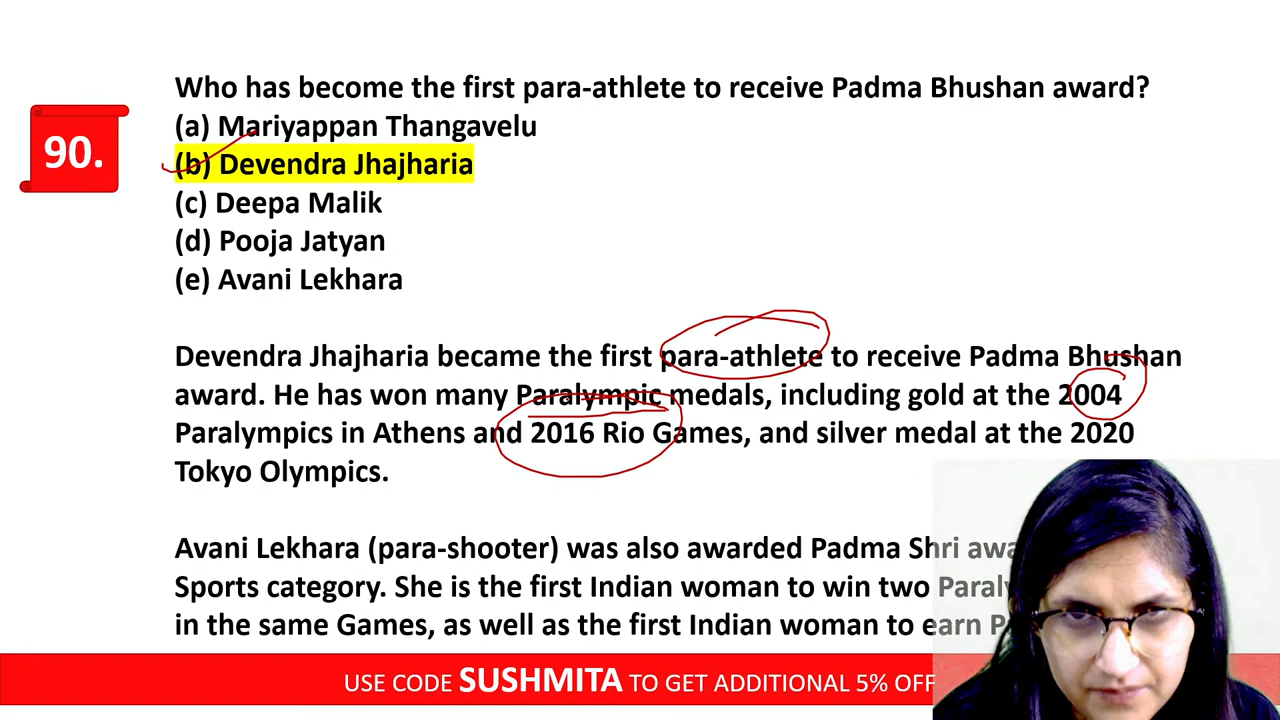 90.
Who has become the first para-athlete to receive Padma Bhushan award?
(a) Mariyappan Thangavelu
(b) Devendra Jhajharia
(c) Deepa Malik
(d) Pooja Jatyan
(e) Avani Lekhara
Devendra Jhajharia became the first para-athlete to receive Padma Bhushan
award. He has won many Paralympic medals, including gold at the 2004
Paralympics in Athens and 2016 Rio Games, and silver medal at the 2020
Tokyo Olympics.
Avani Lekhara (para-shooter) was also awarded Padma Shri
Sports category. She is the first Indian woman to win two
in the same Games, as well as the first Indian woman to earn
USE CODE SUSHMITA TO GET ADDITIONAL 5% OFF